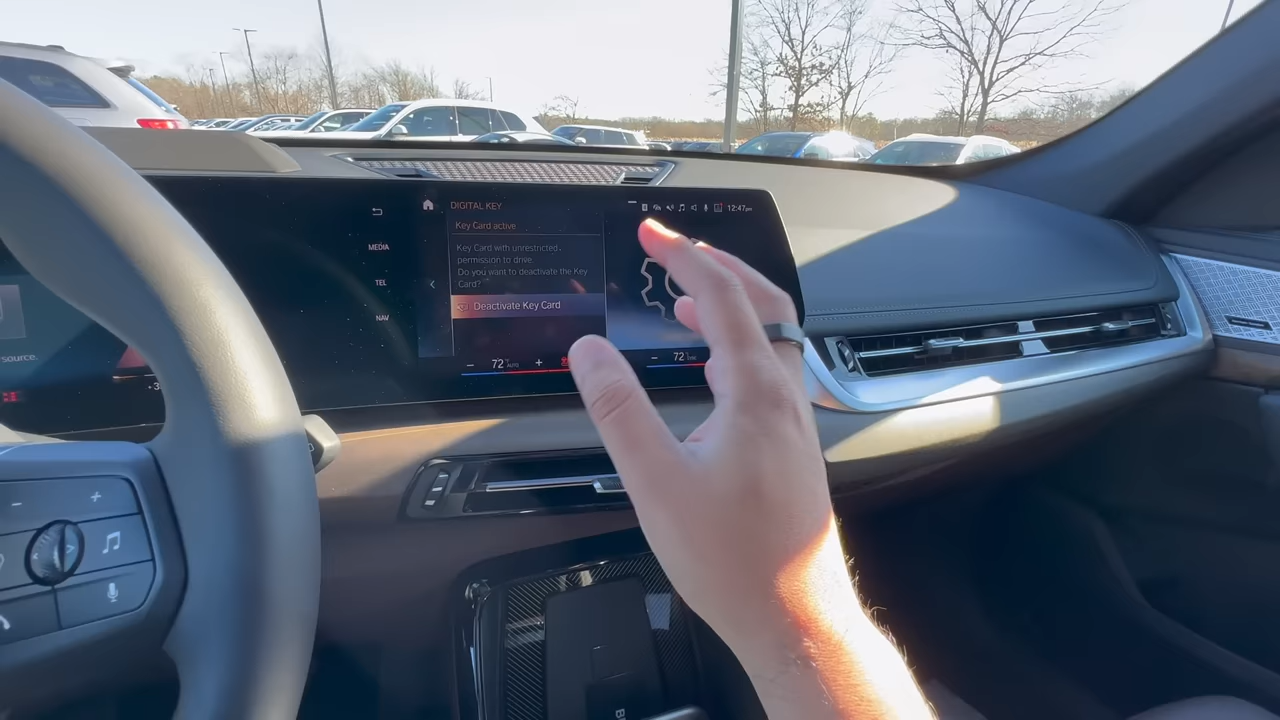 DIGITAL KEY
12:47pm
Key Card active
MEDIA
Key Card with unrestricted
permission to drive.
Do you want to deactivate the Key
Card?
TEL
Deactivate Key Card
NAV
source.
- 72°F AUTO +
- 72°F
- +